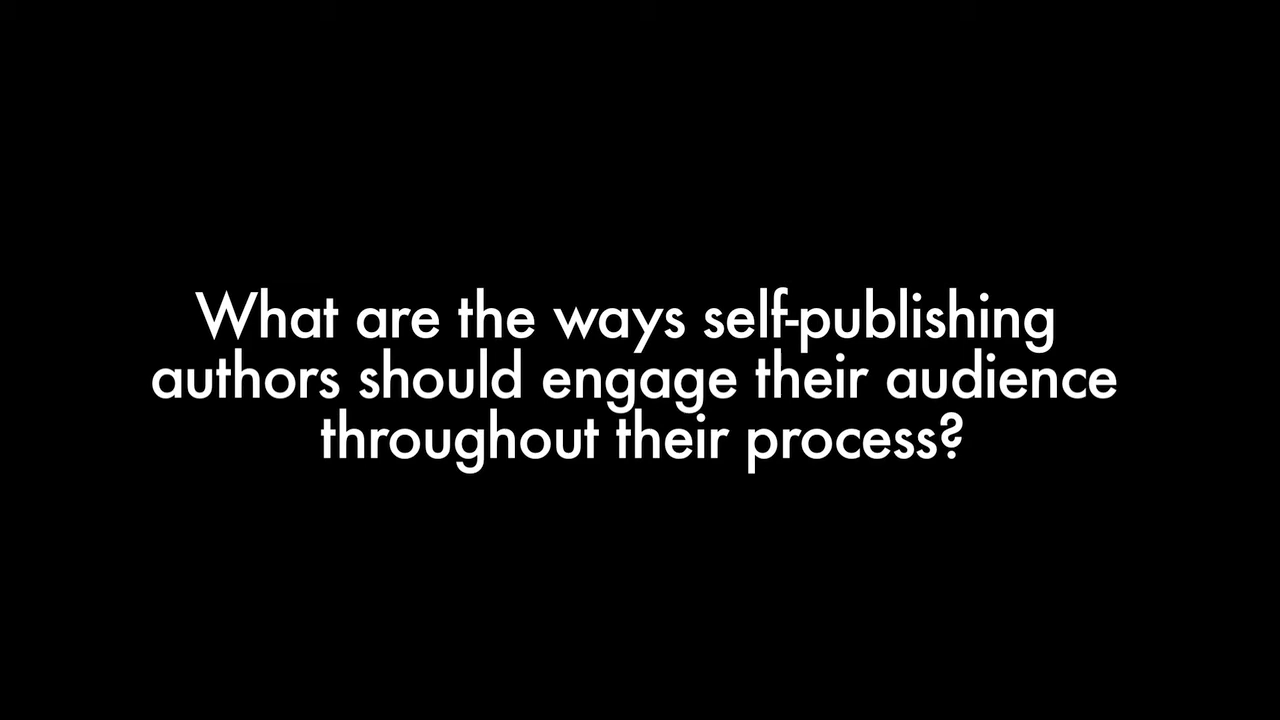 What are the ways self-publishing
authors should engage their audience
throughout their process?